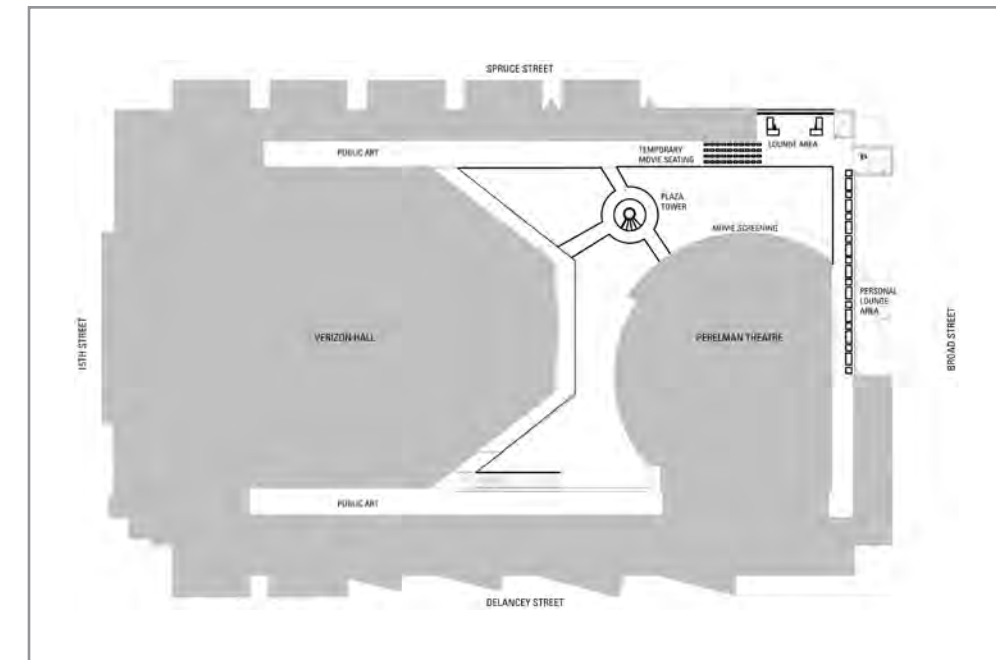 SPRUCE STREET
LOUNGE AREA
PUBLIC ART
TEMPORARY
MOVIE SEATING
PLAZA
TOWER
MOVIE SCREENING
PERSONAL
LOUNGE
AREA
15TH STREET
VERIZON HALL
PERELMAN THEATRE
BROAD STREET
PUBLIC ART
DELANCEY STREET